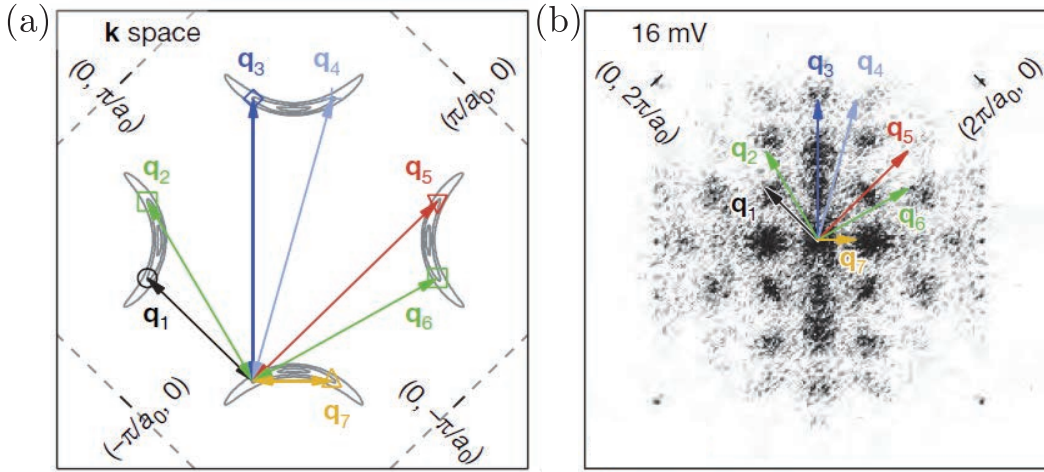 (a)
k space
(0, π/a₀)
(π/a₀, 0)
q₃
q₄
q₂
q₅
q₁
q₆
q₇
(−π/a₀, 0)
(0, −π/a₀)
(b)
16 mV
(0, 2π/a₀)
(2π/a₀, 0)
q₃
q₄
q₂
q₅
q₁
q₆
q₇